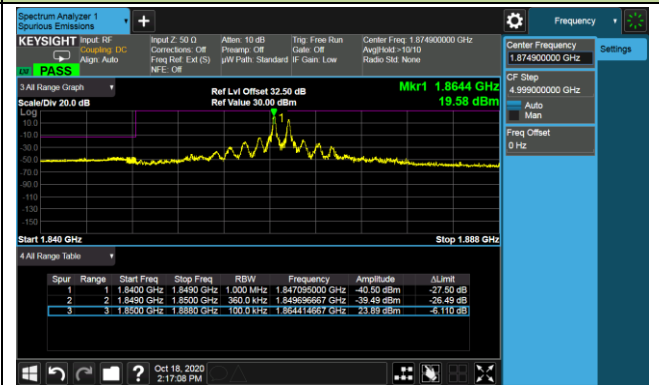 Spectrum Analyzer 1
Spurious Emissions
Frequency
KEYSIGHT Input: RF
Coupling: DC
Align: Auto
Input Z: 50 Ω
Corrections: Off
Freq Ref: Ext (S)
NFE: Off
Atten: 10 dB
Preamp: Off
µW Path: Standard
Trig: Free Run
Gate: Off
IF Gain: Low
Center Freq: 1.874900000 GHz
Avg|Hold:>10/10
Radio Std: None
PASS
Center Frequency
1.874900000 GHz
Settings
CF Step
4.999000000 GHz
Auto
Man
Freq Offset
0 Hz
3 All Range Graph
Scale/Div 20.0 dB
Ref Lvl Offset 32.50 dB
Ref Value 30.00 dBm
Mkr1 1.8644 GHz
19.58 dBm
Log
10.0
-10.0
-30.0
-50.0
-70.0
-90.0
-110
-130
-150
1
Start 1.840 GHz
Stop 1.888 GHz
4 All Range Table
Spur Range Start Freq Stop Freq RBW Frequency Amplitude ΔLimit
1 1 1.8400 GHz 1.8490 GHz 1.000 MHz 1.847095000 GHz -40.50 dBm -27.50 dB
2 2 1.8490 GHz 1.8500 GHz 360.0 kHz 1.849696667 GHz -39.49 dBm -26.49 dB
3 3 1.8500 GHz 1.8880 GHz 100.0 kHz 1.864414667 GHz 23.89 dBm -6.110 dB
?
Oct 18, 2020
2:17:08 PM